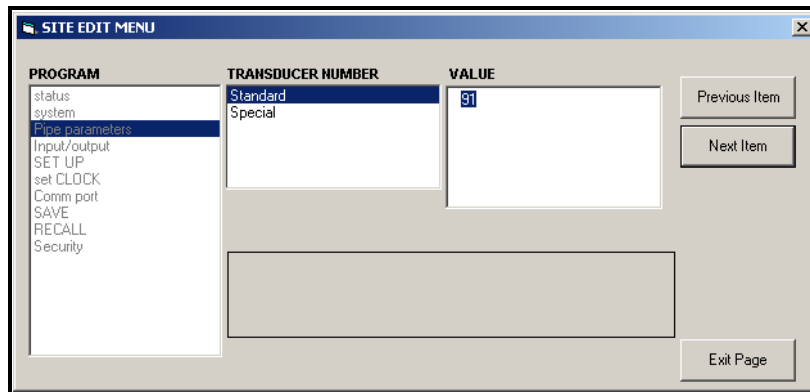 SITE EDIT MENU
PROGRAM
status
system
Pipe parameters
Input/output
SET UP
set CLOCK
Comm port
SAVE
RECALL
Security
TRANSDUCER NUMBER
Standard
Special
VALUE
91
Previous Item
Next Item
Exit Page